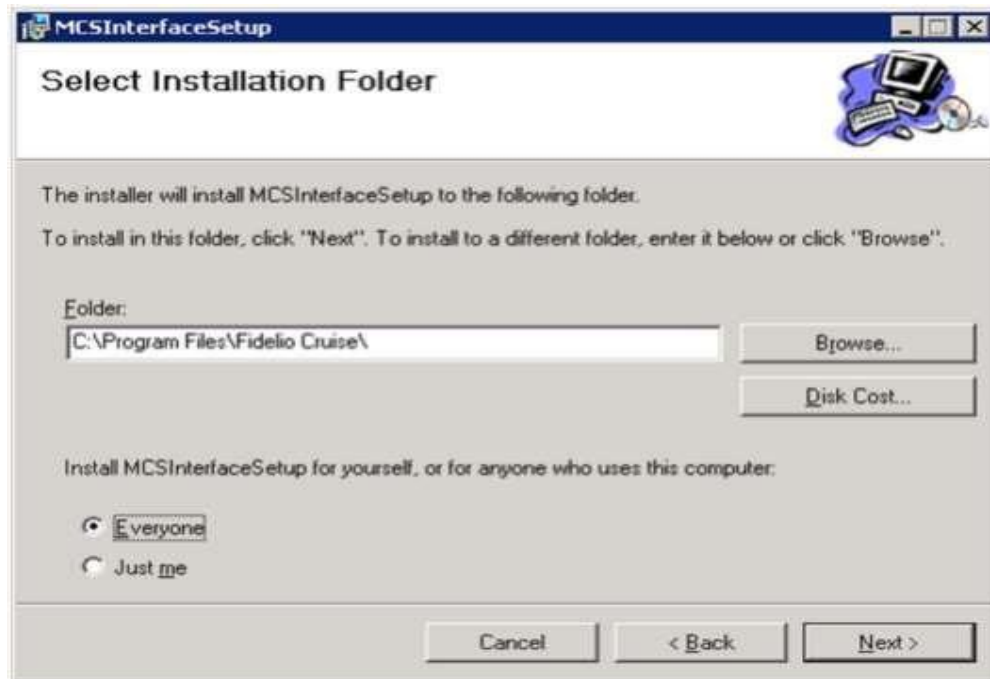 MCSInterfaceSetup
Select Installation Folder
The installer will install MCSInterfaceSetup to the following folder.
To install in this folder, click "Next". To install to a different folder, enter it below or click "Browse".
Folder:
C:\Program Files\Fidelio Cruise\
Browse...
Disk Cost...
Install MCSInterfaceSetup for yourself, or for anyone who uses this computer:
Everyone
Just me
Cancel
< Back
Next >